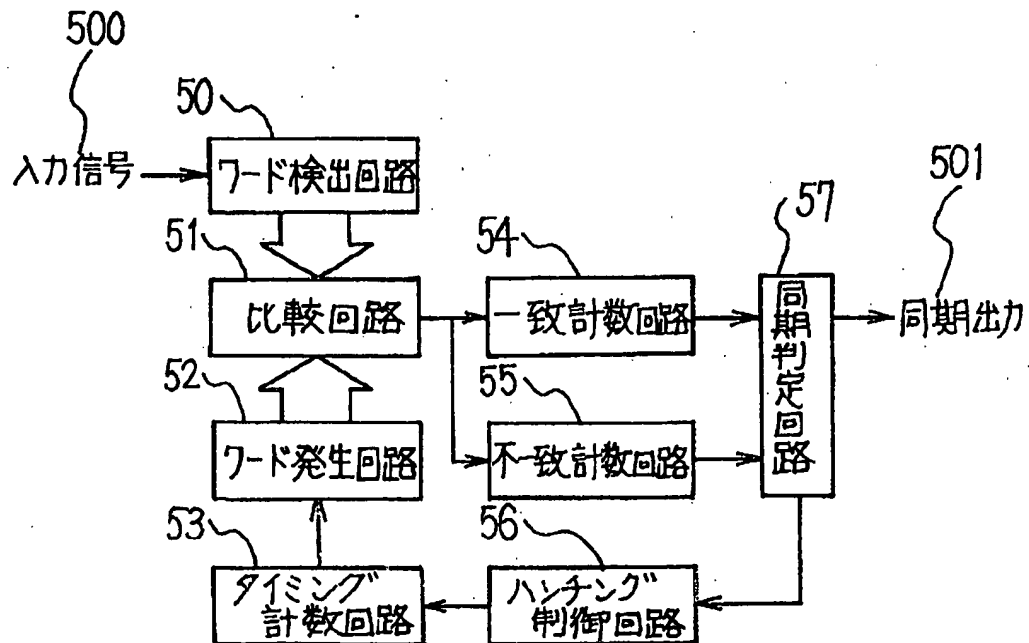 500
50
入力信号
ワード検出回路
501
57
51
54
比較回路
一致計数回路
同期判定回路
同期出力
52
55
ワード発生回路
不一致計数回路
53
56
タイミング
計数回路
ハンチング
制御回路